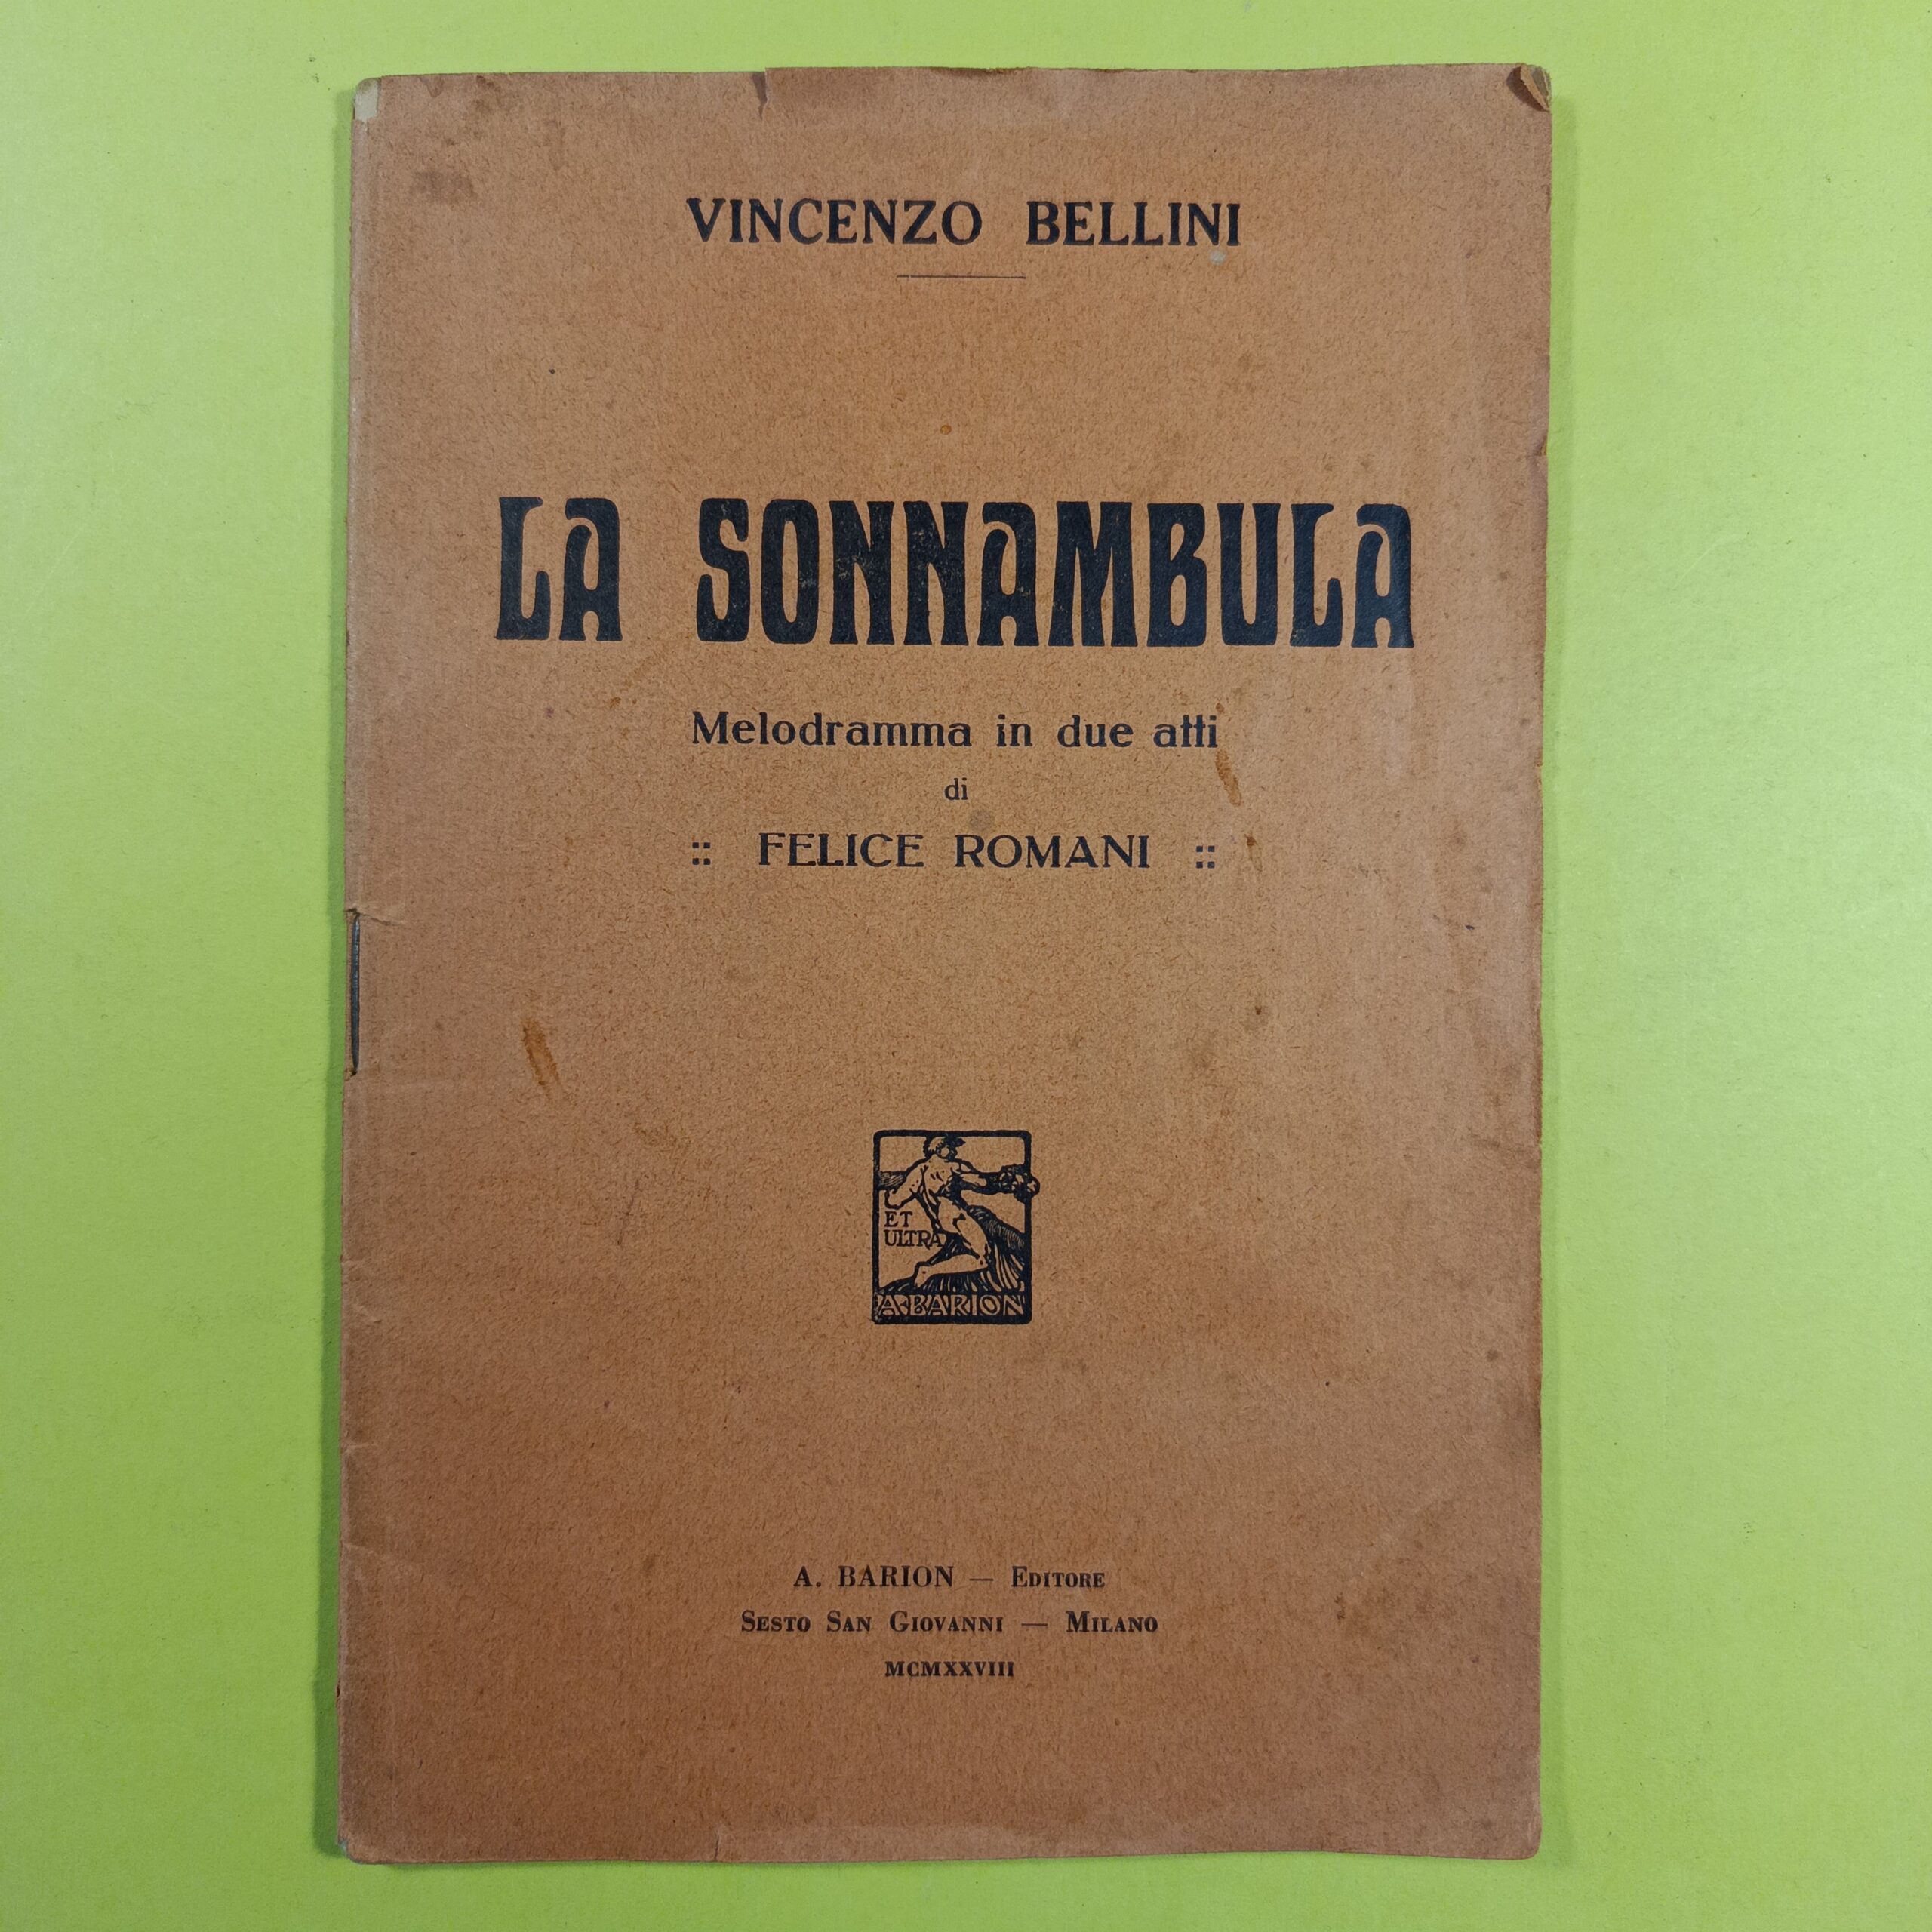 VINCENZO BELLINI
LA SONNAMBULA
Melodramma in due atti
di
:: FELICE ROMANI ::
ET
ULTRA
A·BARION
A. BARION — EDITORE
SESTO SAN GIOVANNI — MILANO
MCMXXVIII